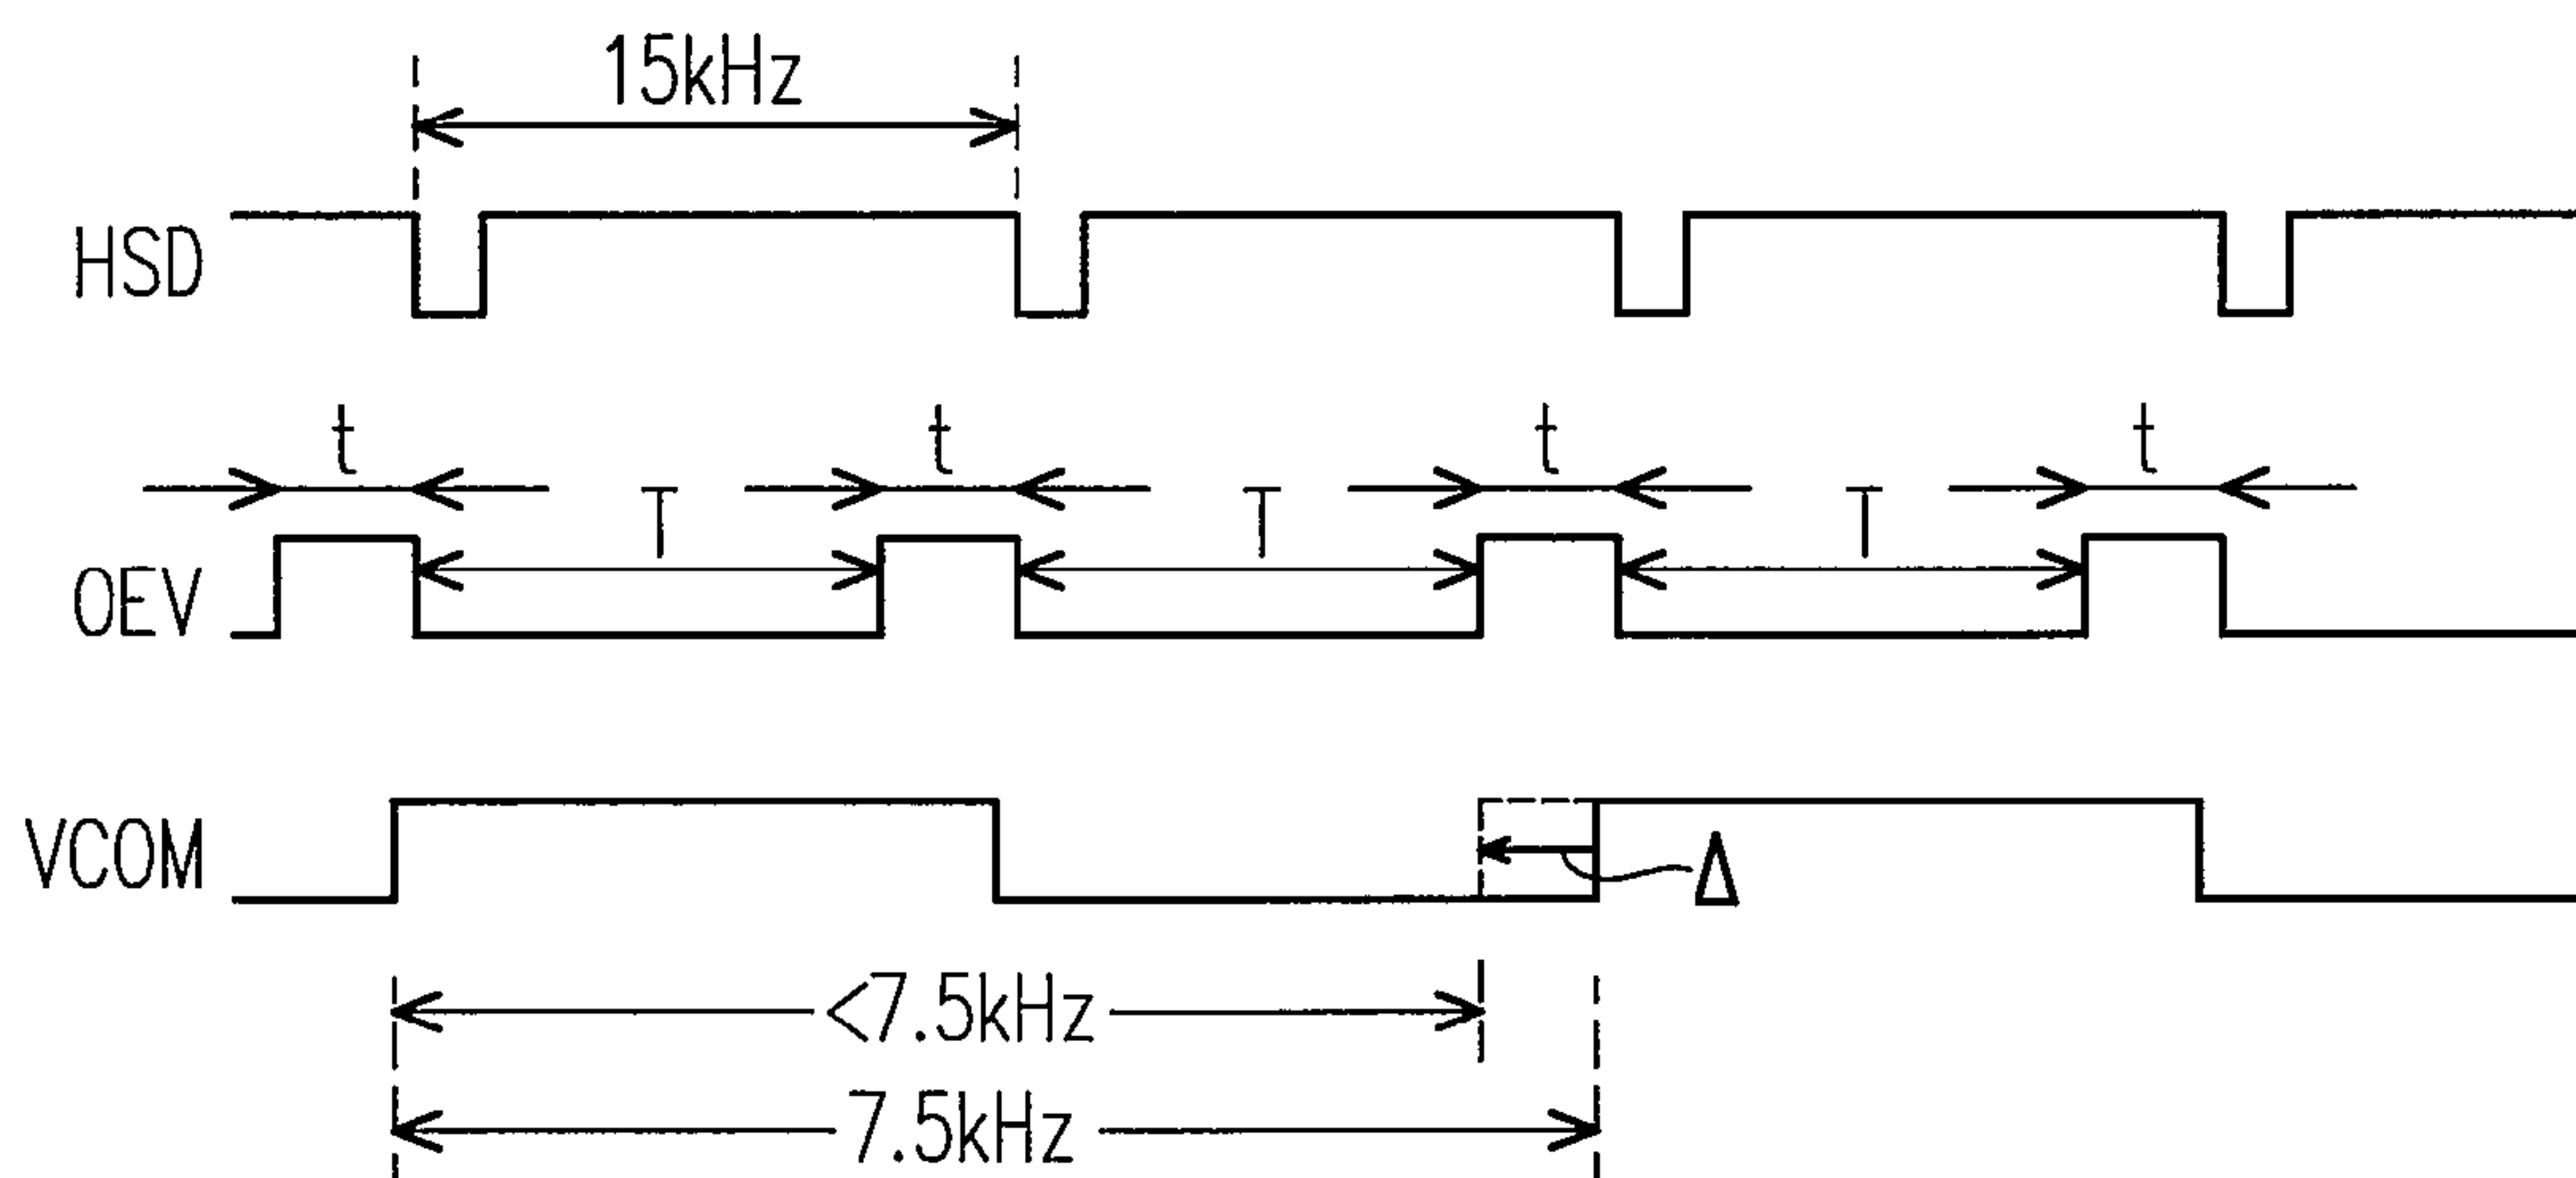 15kHz
HSD
t t t t
T T T
OEV
VCOM
Δ
<7.5kHz
7.5kHz